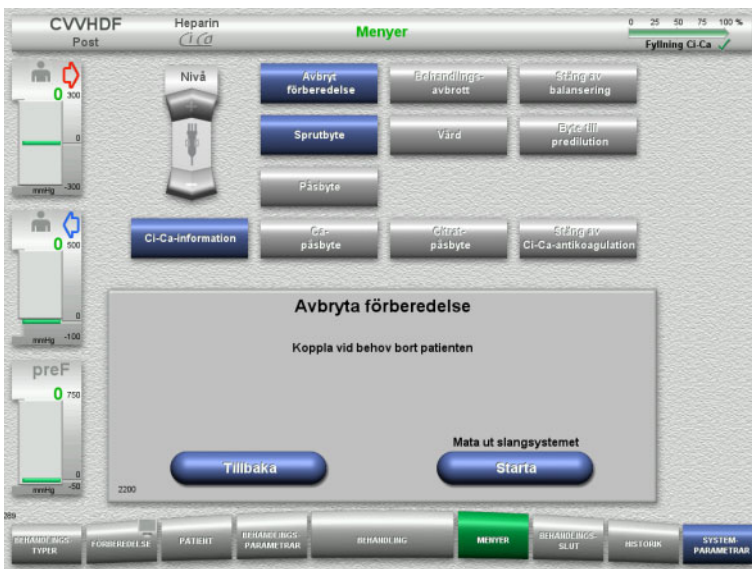 CVVHDF
Post
Heparin
Ci Ca
Menyer
0 25 50 75 100 %
Fyllning Ci-Ca
0
300
0
-300
mmHg
Nivå
Avbryt
förberedelse
Behandlings-
avbrott
Stäng av
balansering
Sprutbyte
Vård
Byte till
predilution
Påsbyte
0
500
0
-100
mmHg
Ci-Ca-information
Ca-
påsbyte
Citrat-
påsbyte
Stäng av
Ci-Ca-antikoagulation
Avbryta förberedelse
Koppla vid behov bort patienten
preF
0
750
0
-50
mmHg
Mata ut slangsystemet
Tillbaka
Starta
2200
BEHANDLINGS-
TYPER
FÖRBEREDELSE
PATIENT
BEHANDLINGS-
PARAMETRAR
BEHANDLING
MENYER
BEHANDLINGS-
SLUT
HISTORIK
SYSTEM-
PARAMETRAR